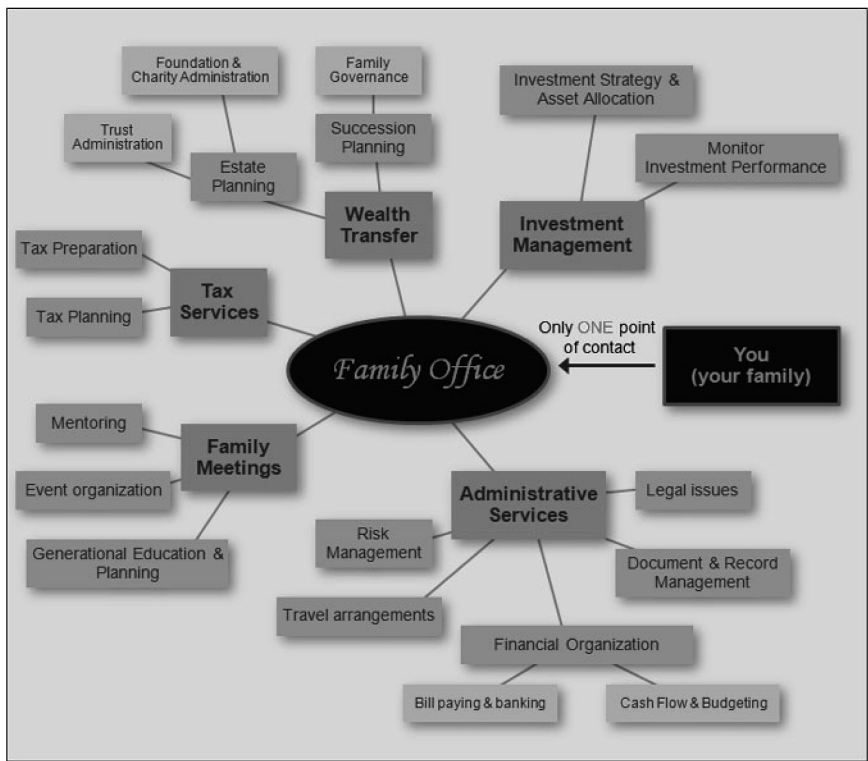 Foundation &
Charity Administration
Family
Governance
Investment Strategy &
Asset Allocation
Trust
Administration
Succession
Planning
Monitor
Investment Performance
Estate
Planning
Wealth
Transfer
Investment
Management
Tax Preparation
Tax
Services
Tax Planning
Only ONE point
of contact
Family Office
You
(your family)
Mentoring
Family
Meetings
Event organization
Generational Education &
Planning
Administrative
Services
Legal issues
Risk
Management
Document & Record
Management
Travel arrangements
Financial Organization
Bill paying & banking
Cash Flow & Budgeting